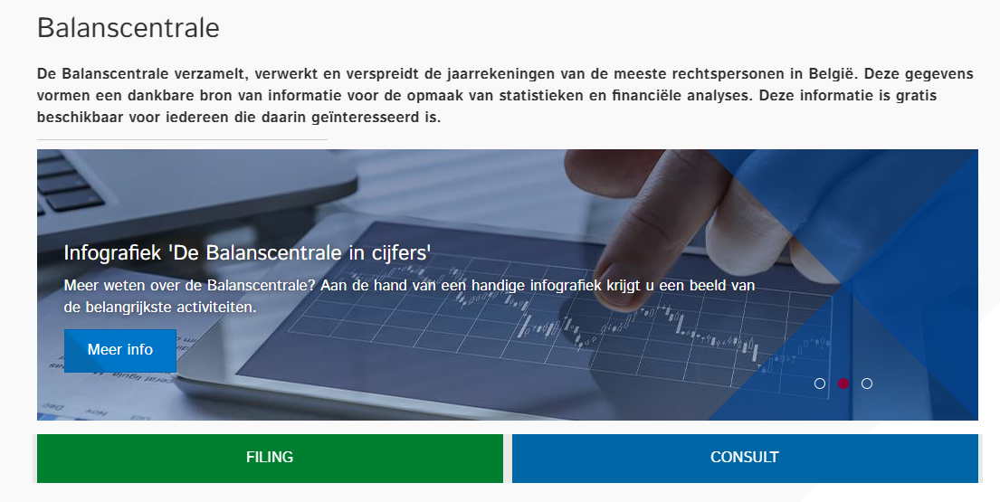 Balanscentrale
De Balanscentrale verzamelt, verwerkt en verspreidt de jaarrekeningen van de meeste rechtspersonen in België. Deze gegevens
vormen een dankbare bron van informatie voor de opmaak van statistieken en financiële analyses. Deze informatie is gratis
beschikbaar voor iedereen die daarin geïnteresseerd is.
Infografiek 'De Balanscentrale in cijfers'
Meer weten over de Balanscentrale? Aan de hand van een handige infografiek krijgt u een beeld van
de belangrijkste activiteiten.
Meer info
FILING
CONSULT